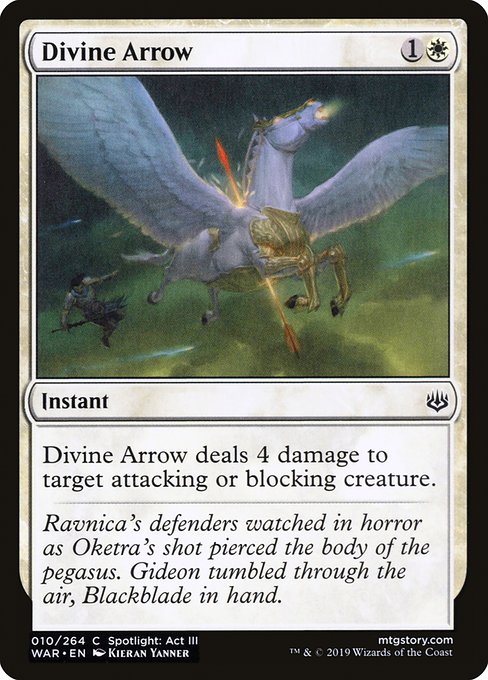 Divine Arrow 1
Instant
Divine Arrow deals 4 damage to
target attacking or blocking creature.
Ravnica's defenders watched in horror
as Oketra's shot pierced the body of the
pegasus. Gideon tumbled through the
air, Blackblade in hand.
010/264 C Spotlight: Act III
WAR • EN Kieran Yanner
mtgstory.com
™ & © 2019 Wizards of the Coast